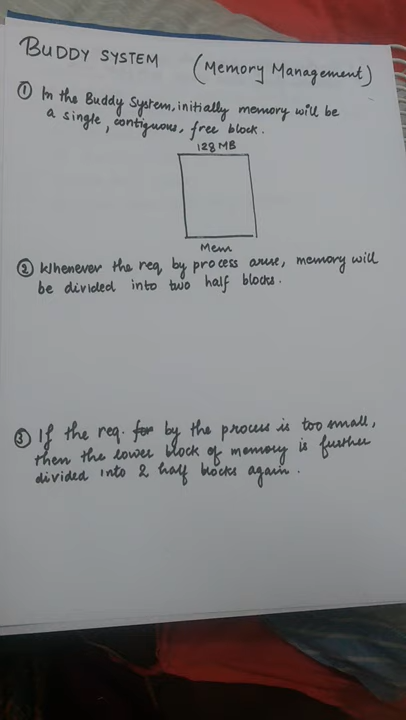 BUDDY SYSTEM (Memory Management)
① In the Buddy System, initially memory will be
a single, contiguous, free block.
128 MB
Mem
② Whenever the req. by process arise, memory will
be divided into two half blocks.
③ If the req. for by the process is too small,
then the lower block of memory is further
divided into 2 half blocks again.